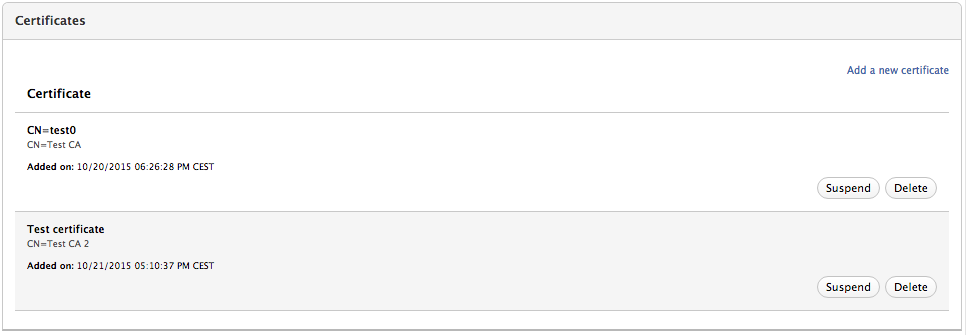 Certificates
Add a new certificate
Certificate
CN=test0
CN=Test CA
Added on: 10/20/2015 06:26:28 PM CEST
Suspend Delete
Test certificate
CN=Test CA 2
Added on: 10/21/2015 05:10:37 PM CEST
Suspend Delete